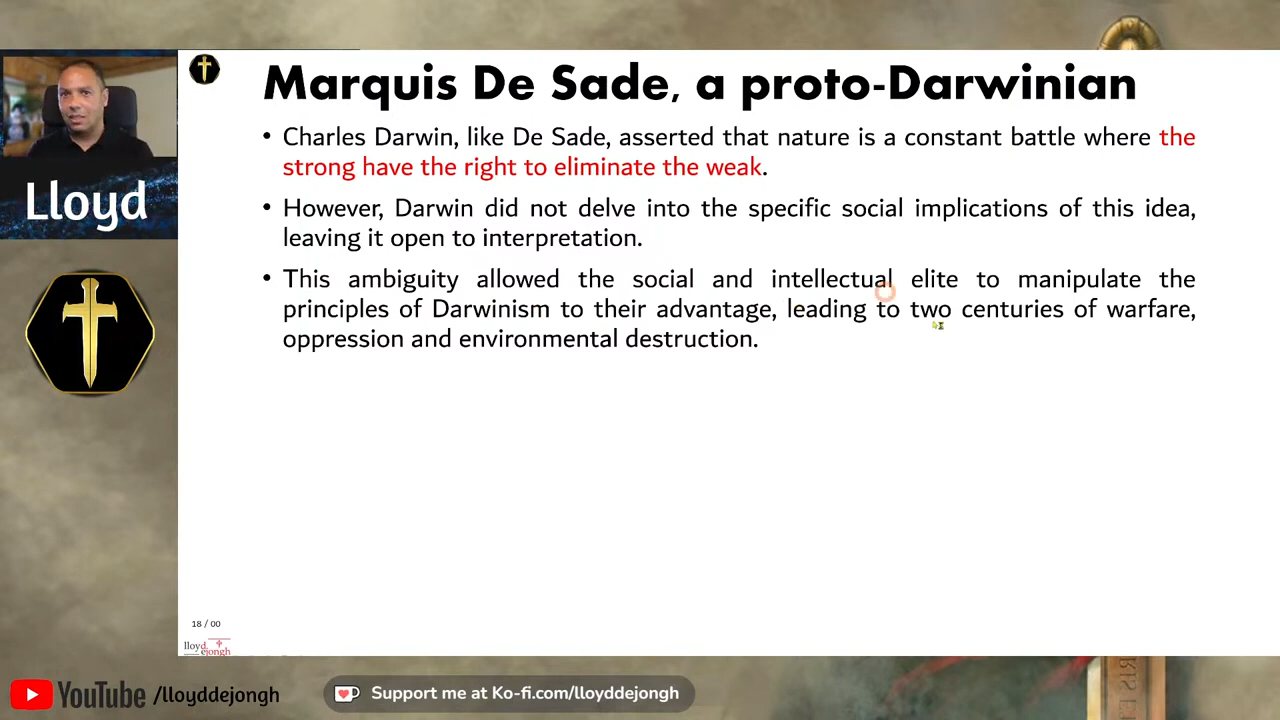 Marquis De Sade, a proto-Darwinian
• Charles Darwin, like De Sade, asserted that nature is a constant battle where the
strong have the right to eliminate the weak.
• However, Darwin did not delve into the specific social implications of this idea,
leaving it open to interpretation.
• This ambiguity allowed the social and intellectual elite to manipulate the
principles of Darwinism to their advantage, leading to two centuries of warfare,
oppression and environmental destruction.
Lloyd
18 / 00
lloyd
ejongh
YouTube /lloyddejongh
Support me at Ko-fi.com/lloyddejongh